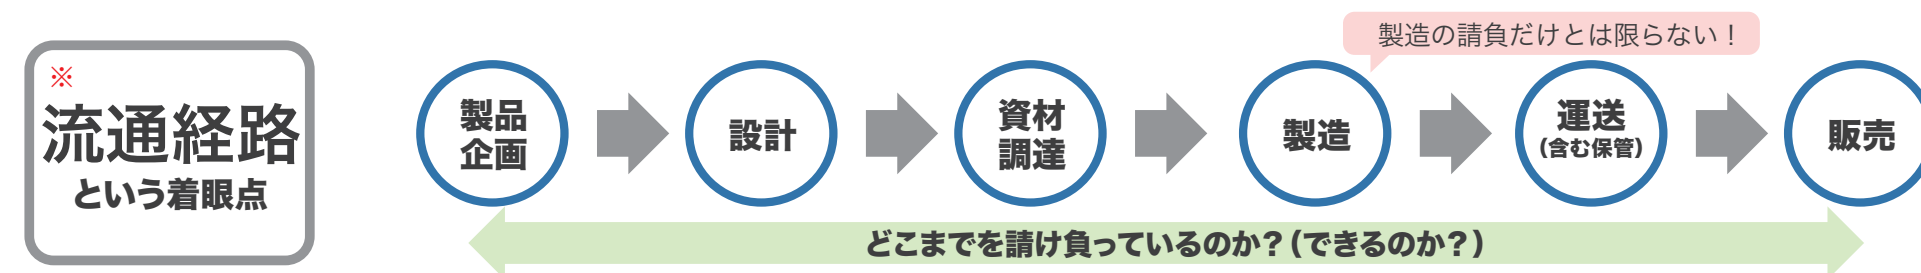 ※
流通経路
という着眼点
製品
企画
設計
資材
調達
製造の請負だけとは限らない！
製造
運送
（含む保管）
販売
どこまでを請け負っているのか？（できるのか？）